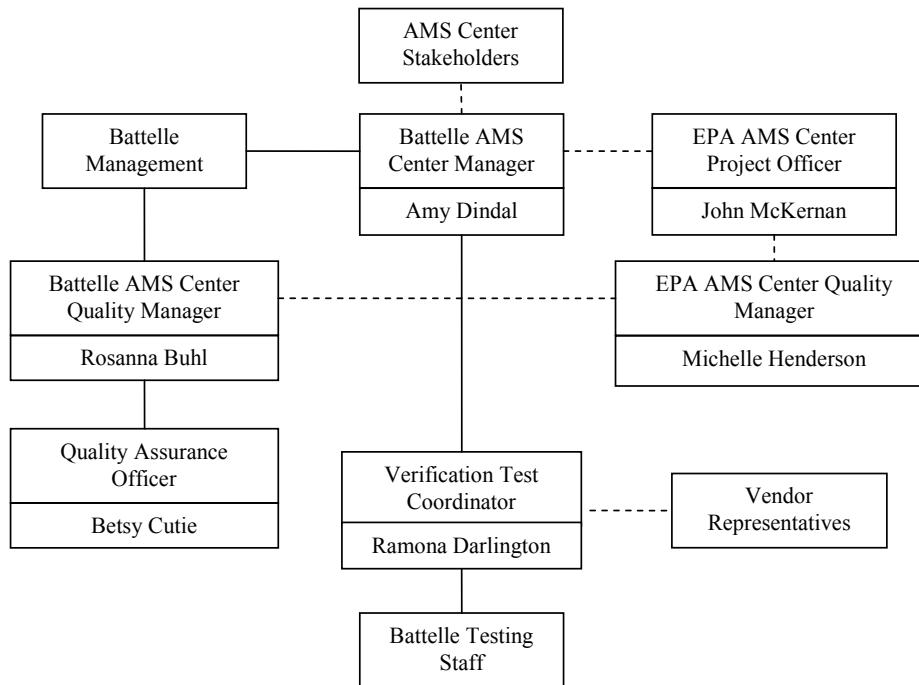 AMS Center
Stakeholders
Battelle
Management
Battelle AMS
Center Manager
Amy Dindal
EPA AMS Center
Project Officer
John McKernan
Battelle AMS Center
Quality Manager
Rosanna Buhl
EPA AMS Center Quality
Manager
Michelle Henderson
Quality Assurance
Officer
Betsy Cutie
Verification Test
Coordinator
Ramona Darlington
Vendor
Representatives
Battelle Testing
Staff